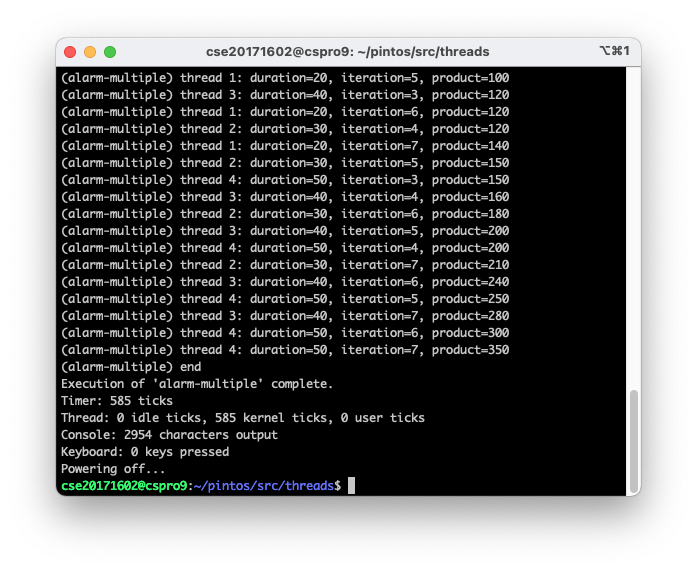 cse20171602@cspro9: ~/pintos/src/threads ⌥⌘1
(alarm-multiple) thread 1: duration=20, iteration=5, product=100
(alarm-multiple) thread 3: duration=40, iteration=3, product=120
(alarm-multiple) thread 1: duration=20, iteration=6, product=120
(alarm-multiple) thread 2: duration=30, iteration=4, product=120
(alarm-multiple) thread 1: duration=20, iteration=7, product=140
(alarm-multiple) thread 2: duration=30, iteration=5, product=150
(alarm-multiple) thread 4: duration=50, iteration=3, product=150
(alarm-multiple) thread 3: duration=40, iteration=4, product=160
(alarm-multiple) thread 2: duration=30, iteration=6, product=180
(alarm-multiple) thread 3: duration=40, iteration=5, product=200
(alarm-multiple) thread 4: duration=50, iteration=4, product=200
(alarm-multiple) thread 2: duration=30, iteration=7, product=210
(alarm-multiple) thread 3: duration=40, iteration=6, product=240
(alarm-multiple) thread 4: duration=50, iteration=5, product=250
(alarm-multiple) thread 3: duration=40, iteration=7, product=280
(alarm-multiple) thread 4: duration=50, iteration=6, product=300
(alarm-multiple) thread 4: duration=50, iteration=7, product=350
(alarm-multiple) end
Execution of 'alarm-multiple' complete.
Timer: 585 ticks
Thread: 0 idle ticks, 585 kernel ticks, 0 user ticks
Console: 2954 characters output
Keyboard: 0 keys pressed
Powering off...
cse20171602@cspro9:~/pintos/src/threads$